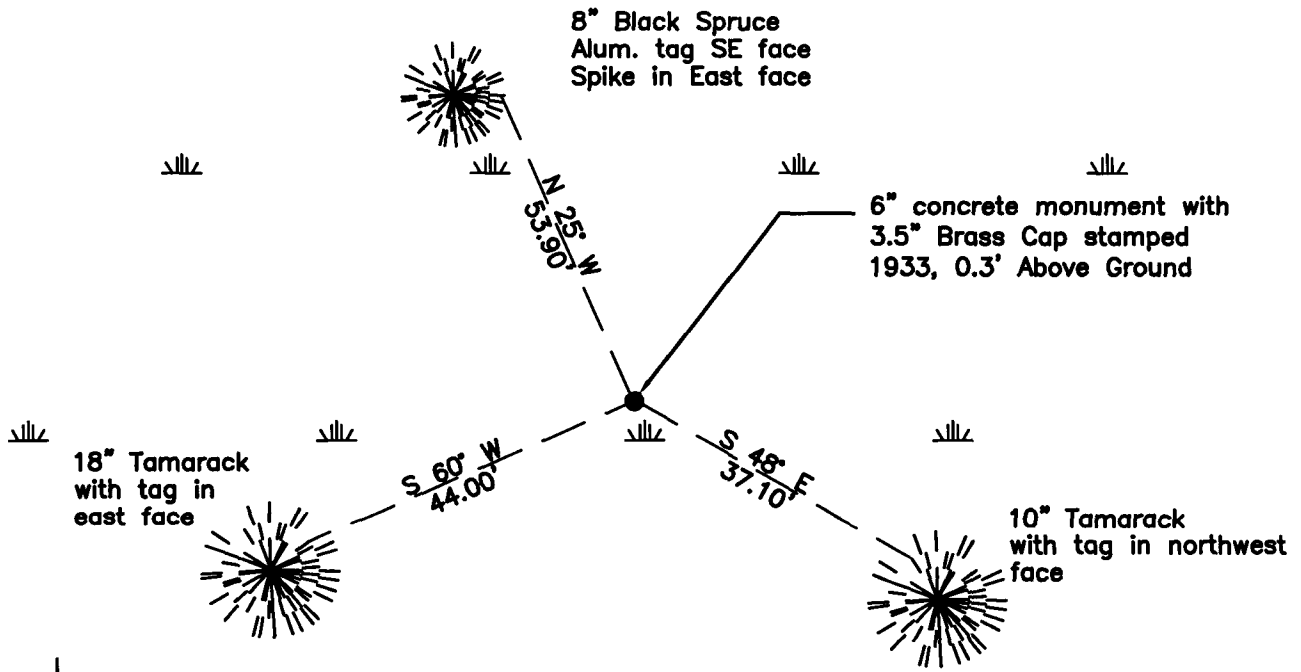 8" Black Spruce
Alum. tag SE face
Spike in East face
N 25° W
53.90'
6" concrete monument with
3.5" Brass Cap stamped
1933, 0.3' Above Ground
S 60° W
44.00'
S 48° E
37.10'
18" Tamarack
with tag in
east face
10" Tamarack
with tag in northwest
face